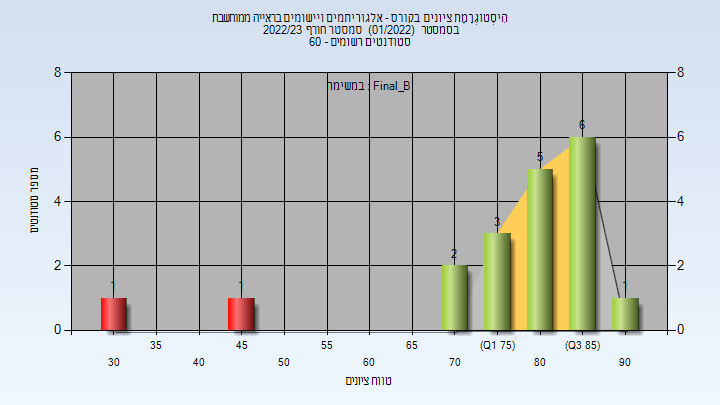 היסטוגרמת ציונים בקורס - אלגוריתמים ויישומים בראייה ממוחשבת
בסמסטר (01/2022) סמסטר חורף 2022/23
סטודנטים רשומים - 60
במשימה : Final_B
8 8
6 6
4 4
2 2
0 0
מספר סטודנטים
1 1 2 3 5 6 1
35 45 55 65 (Q1 75) (Q3 85)
30 40 50 60 70 80 90
טווח ציונים